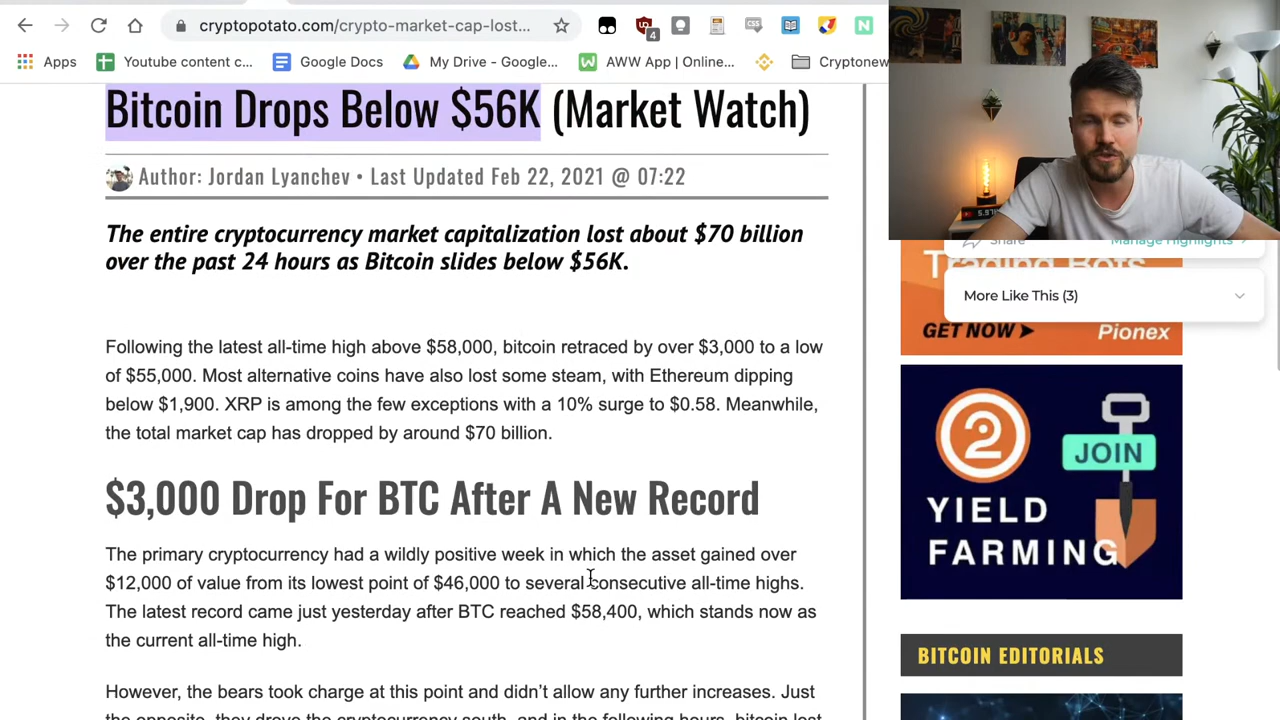 cryptopotato.com/crypto-market-cap-lost...
4
Apps
Youtube content c...
Google Docs
My Drive - Google...
AWW App | Online...
Cryptonew
Bitcoin Drops Below $56K (Market Watch)
Author: Jordan Lyanchev • Last Updated Feb 22, 2021 @ 07:22
The entire cryptocurrency market capitalization lost about $70 billion
over the past 24 hours as Bitcoin slides below $56K.
Following the latest all-time high above $58,000, bitcoin retraced by over $3,000 to a low
of $55,000. Most alternative coins have also lost some steam, with Ethereum dipping
below $1,900. XRP is among the few exceptions with a 10% surge to $0.58. Meanwhile,
the total market cap has dropped by around $70 billion.
$3,000 Drop For BTC After A New Record
The primary cryptocurrency had a wildly positive week in which the asset gained over
$12,000 of value from its lowest point of $46,000 to several consecutive all-time highs.
The latest record came just yesterday after BTC reached $58,400, which stands now as
the current all-time high.
However, the bears took charge at this point and didn't allow any further increases. Just
the opposite, they drove the cryptocurrency south, and in the following hours, bitcoin lost
Share
Manage Highlights
More Like This (3)
Trading Bots
GET NOW
Pionex
2
JOIN
YIELD
FARMING
BITCOIN EDITORIALS